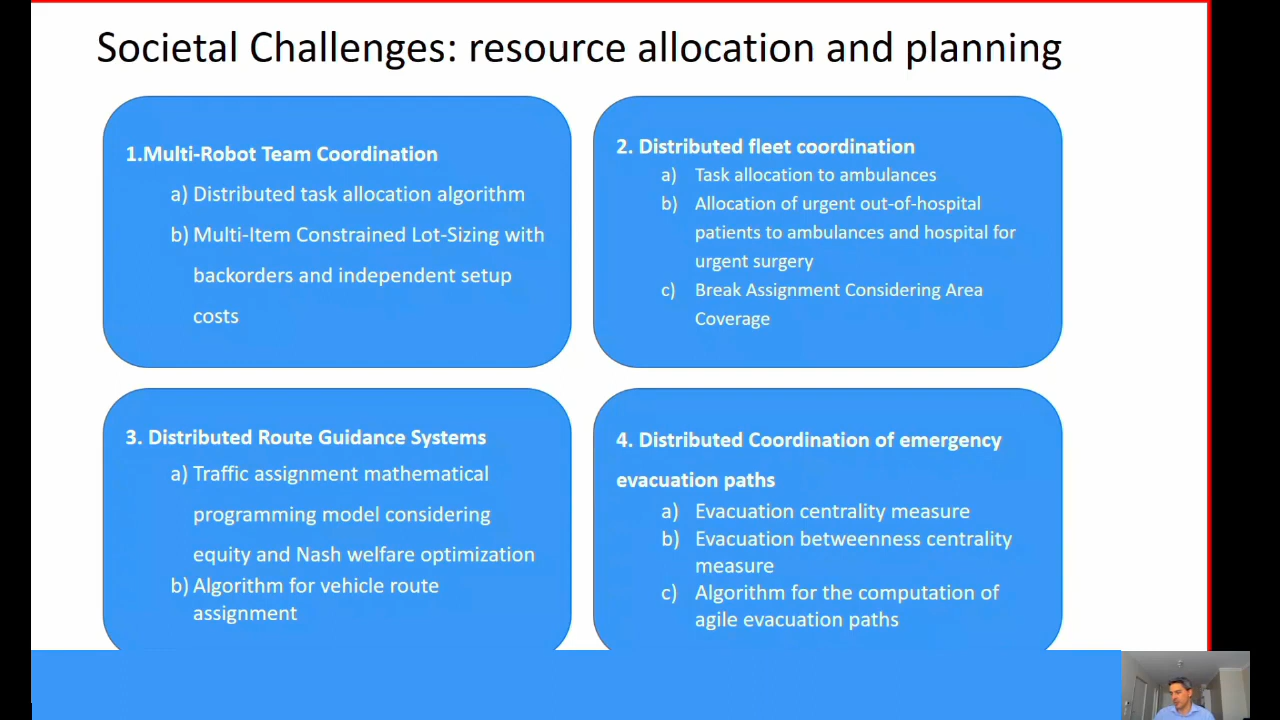 Societal Challenges: resource allocation and planning
1.Multi-Robot Team Coordination
a) Distributed task allocation algorithm
b) Multi-Item Constrained Lot-Sizing with
backorders and independent setup
costs
2. Distributed fleet coordination
a) Task allocation to ambulances
b) Allocation of urgent out-of-hospital
patients to ambulances and hospital for
urgent surgery
c) Break Assignment Considering Area
Coverage
3. Distributed Route Guidance Systems
a) Traffic assignment mathematical
programming model considering
equity and Nash welfare optimization
b) Algorithm for vehicle route
assignment
4. Distributed Coordination of emergency
evacuation paths
a) Evacuation centrality measure
b) Evacuation betweenness centrality
measure
c) Algorithm for the computation of
agile evacuation paths